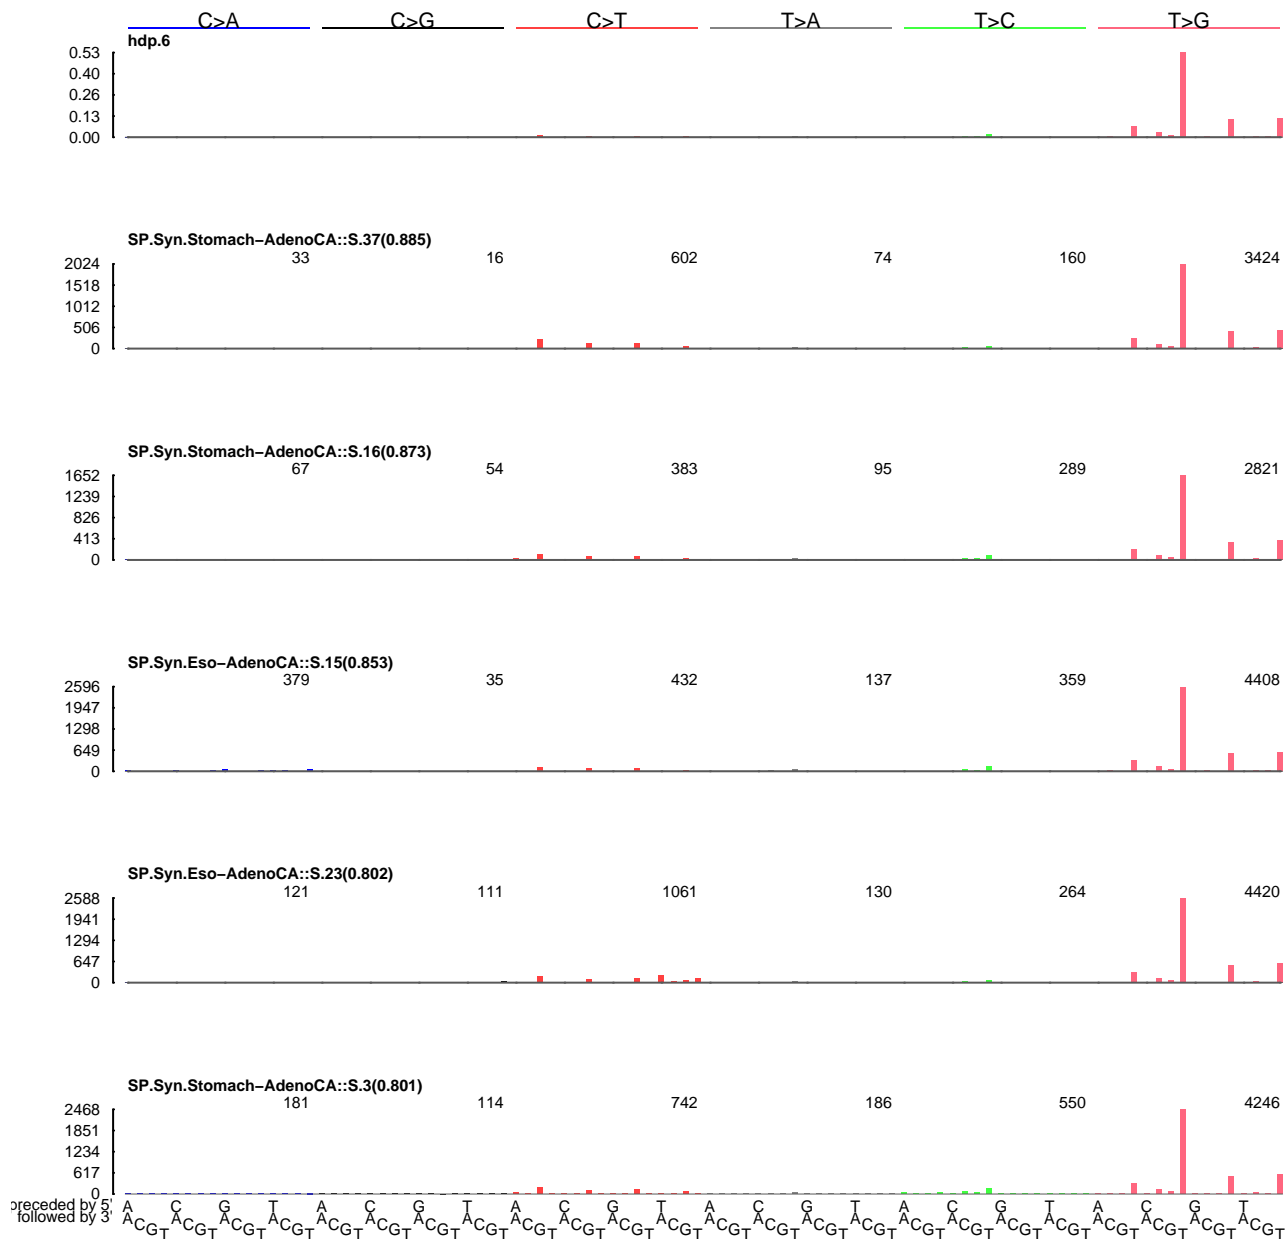 C>A C>G C>T T>A T>C T>G
hdp.6
0.53
0.40
0.26
0.13
0.00
SP.Syn.Stomach–AdenoCA::S.37(0.885)
33 16 602 74 160 3424
2024
1518
1012
506
0
SP.Syn.Stomach–AdenoCA::S.16(0.873)
67 54 383 95 289 2821
1652
1239
826
413
0
SP.Syn.Eso–AdenoCA::S.15(0.853)
379 35 432 137 359 4408
2596
1947
1298
649
0
SP.Syn.Eso–AdenoCA::S.23(0.802)
121 111 1061 130 264 4420
2588
1941
1294
647
0
SP.Syn.Stomach–AdenoCA::S.3(0.801)
181 114 742 186 550 4246
2468
1851
1234
617
0
preceded by 5' A C G T A C G T A C G T A C G T A C G T A C G T
followed by 3' A C G T A C G T A C G T A C G T A C G T A C G T A C G T A C G T A C G T A C G T A C G T A C G T A C G T A C G T A C G T A C G T A C G T A C G T A C G T A C G T A C G T A C G T A C G T A C G T